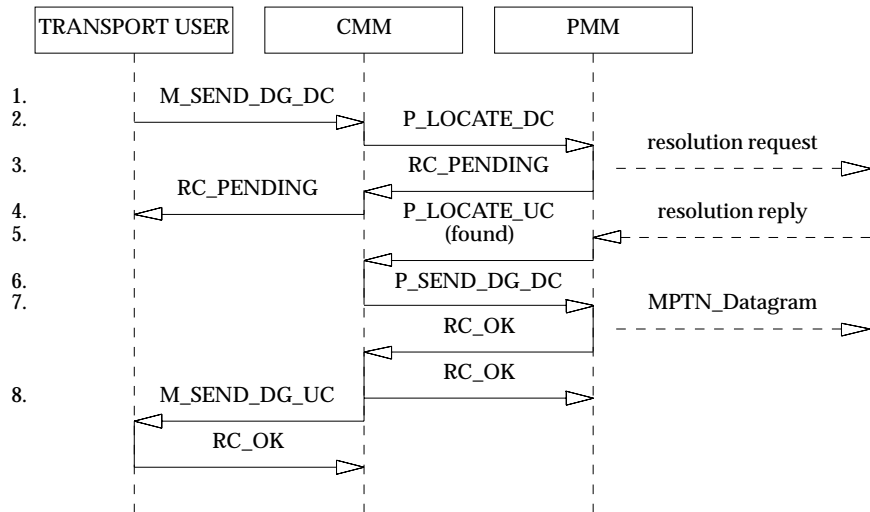 TRANSPORT USER CMM PMM
1. M_SEND_DG_DC
2. P_LOCATE_DC
resolution request
3. RC_PENDING
RC_PENDING
4. P_LOCATE_UC resolution reply
5. (found)
6. P_SEND_DG_DC
7. MPTN_Datagram
RC_OK
RC_OK
8. M_SEND_DG_UC
RC_OK